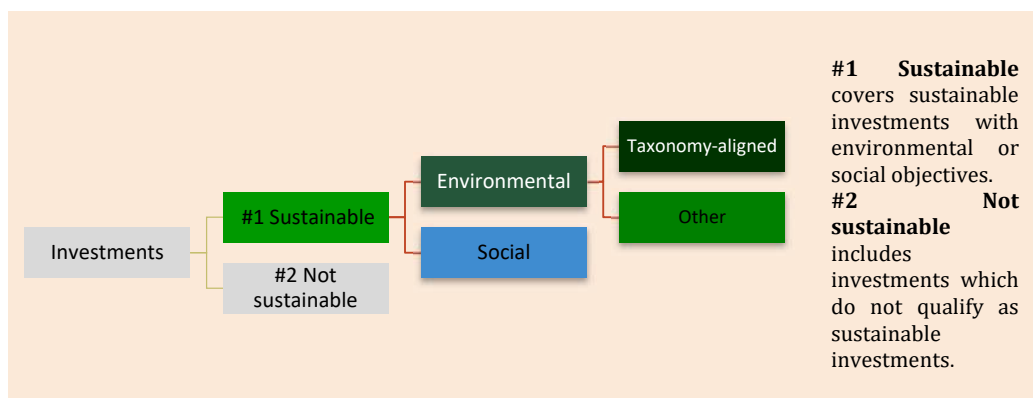 Investments
#1 Sustainable
#2 Not
sustainable
Environmental
Social
Taxonomy-aligned
Other
#1 Sustainable
covers sustainable
investments with
environmental or
social objectives.
#2 Not
sustainable
includes
investments which
do not qualify as
sustainable
investments.